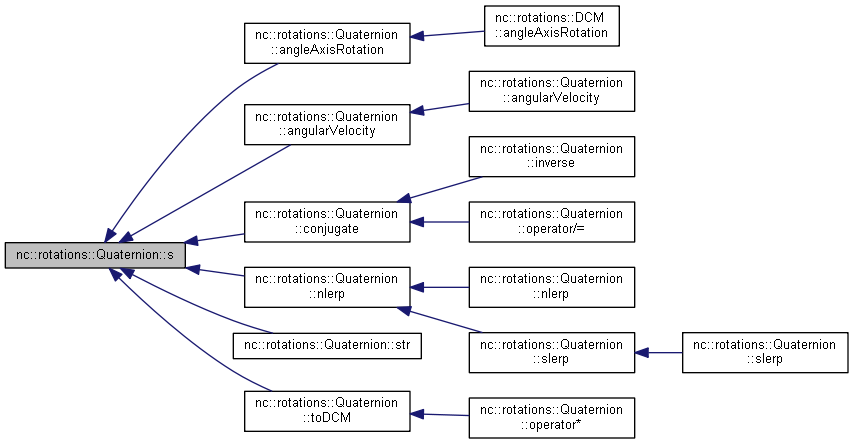 nc::rotations::Quaternion::s
nc::rotations::Quaternion
::angleAxisRotation
nc::rotations::DCM
::angleAxisRotation
nc::rotations::Quaternion
::angularVelocity
nc::rotations::Quaternion
::angularVelocity
nc::rotations::Quaternion
::conjugate
nc::rotations::Quaternion
::inverse
nc::rotations::Quaternion
::operator/=
nc::rotations::Quaternion
::nlerp
nc::rotations::Quaternion
::nlerp
nc::rotations::Quaternion
::slerp
nc::rotations::Quaternion
::slerp
nc::rotations::Quaternion::str
nc::rotations::Quaternion
::toDCM
nc::rotations::Quaternion
::operator*